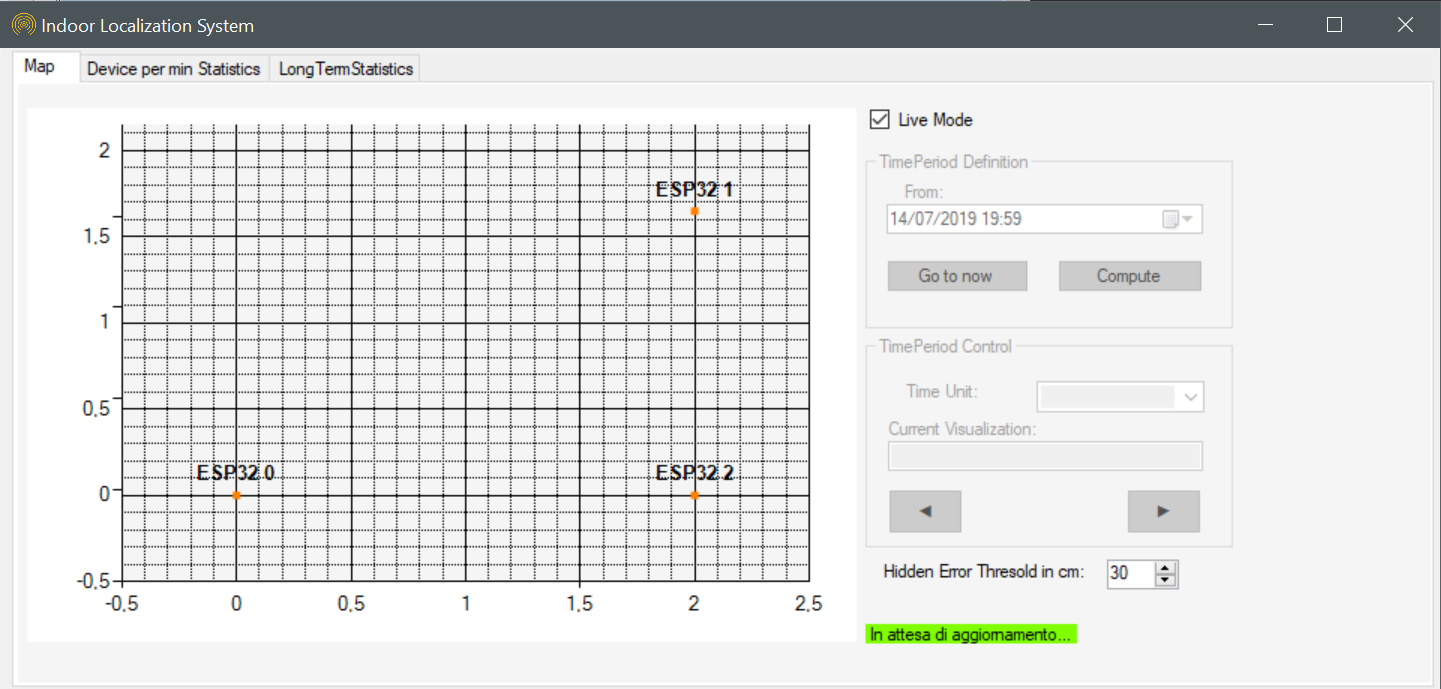 Indoor Localization System
Map
Device per min Statistics
LongTermStatistics
2
1,5
1
0,5
0
-0,5
-0,5
0
0,5
1
1,5
2
2,5
ESP32 1
ESP32 0
ESP32 2
Live Mode
TimePeriod Definition
From:
14/07/2019 19:59
Go to now
Compute
TimePeriod Control
Time Unit:
Current Visualization:
Hidden Error Thresold in cm:
30
In attesa di aggiornamento...